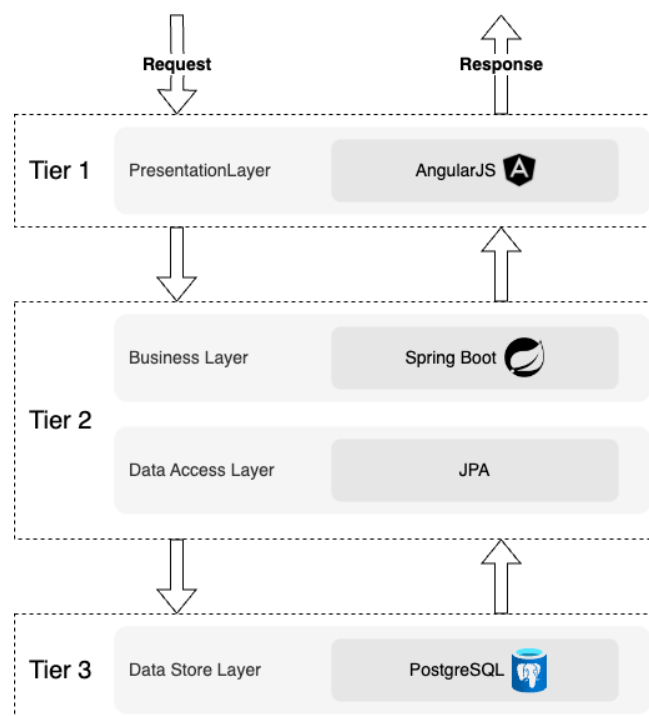 Request
Response
Tier 1
PresentationLayer
AngularJS
Tier 2
Business Layer
Spring Boot
Data Access Layer
JPA
Tier 3
Data Store Layer
PostgreSQL